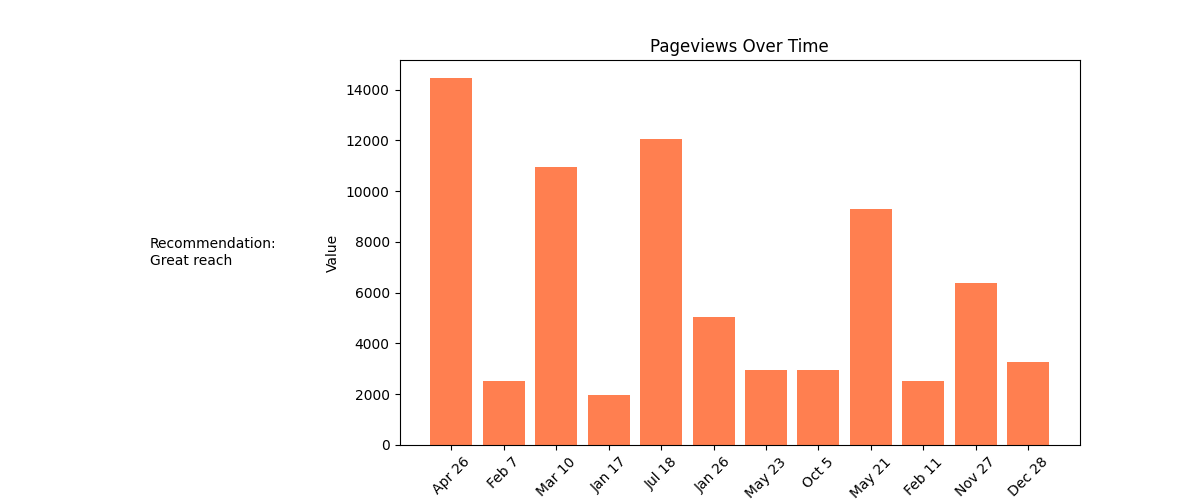 Pageviews Over Time
Recommendation:
Great reach
Value
14000
12000
10000
8000
6000
4000
2000
0
Apr 26
Feb 7
Mar 10
Jan 17
Jul 18
Jan 26
May 23
Oct 5
May 21
Feb 11
Nov 27
Dec 28